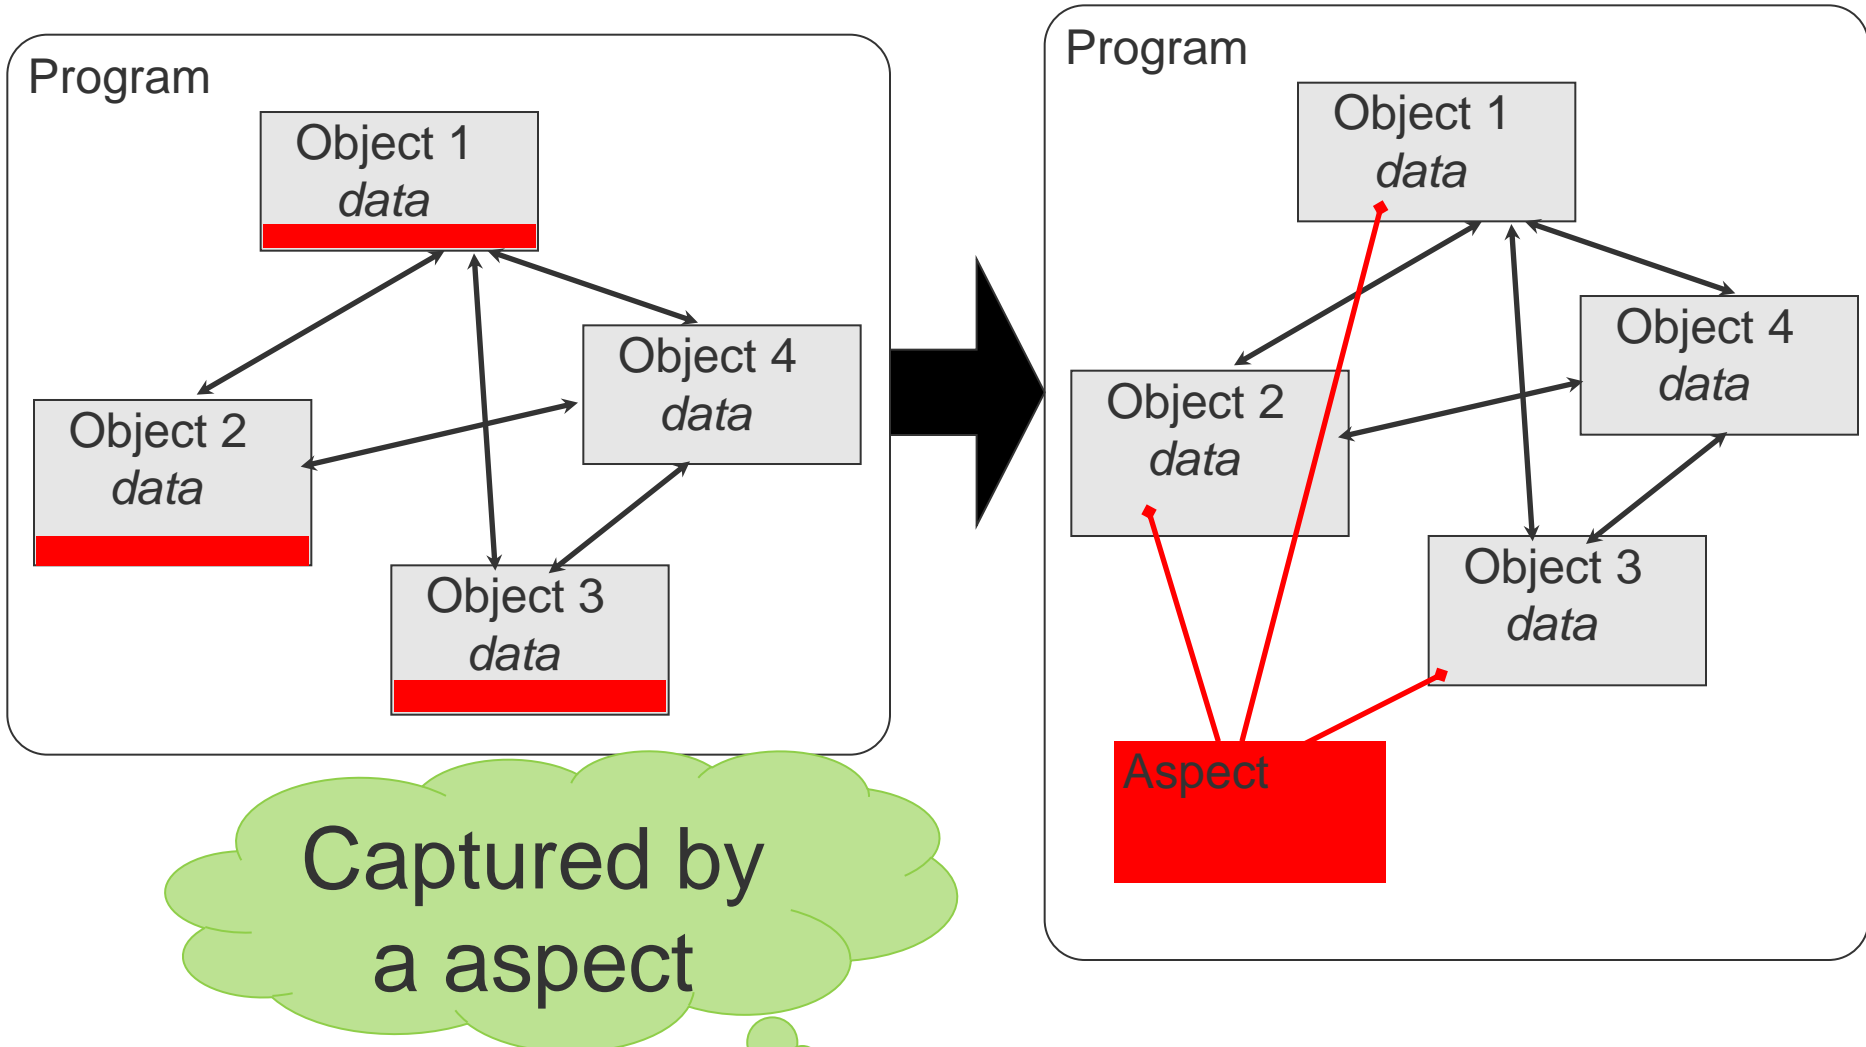 Program
Object 1
data
Object 4
data
Object 2
data
Object 3
data
Program
Object 1
data
Object 4
data
Object 2
data
Object 3
data
Aspect
Captured by
a aspect